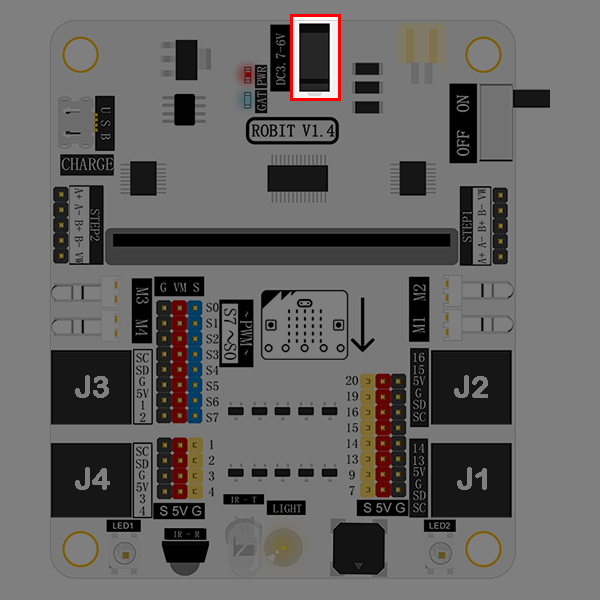 DC3.7-6V
PWR
GAT
ROBIT V1.4
ON
OFF
USB
CHARGE
A+ A- B+ B- VW
STEP2
STEP1
A+ A- B+ B- VW
M3
M4
G VM S
S0
S1
S2
S3
S4
S5
S6
S7
~PWM~
S7~S0
M2
M1
J3
SC
SD
G
5V
1
2
16
15
5V
G
SD
SC
J2
20
19
16
15
14
13
9
7
S 5V G
J4
SC
SD
G
5V
3
4
1
2
3
4
S 5V G
14
13
5V
G
SD
SC
J1
IR-T
LIGHT
LED1
IR-R
LED2